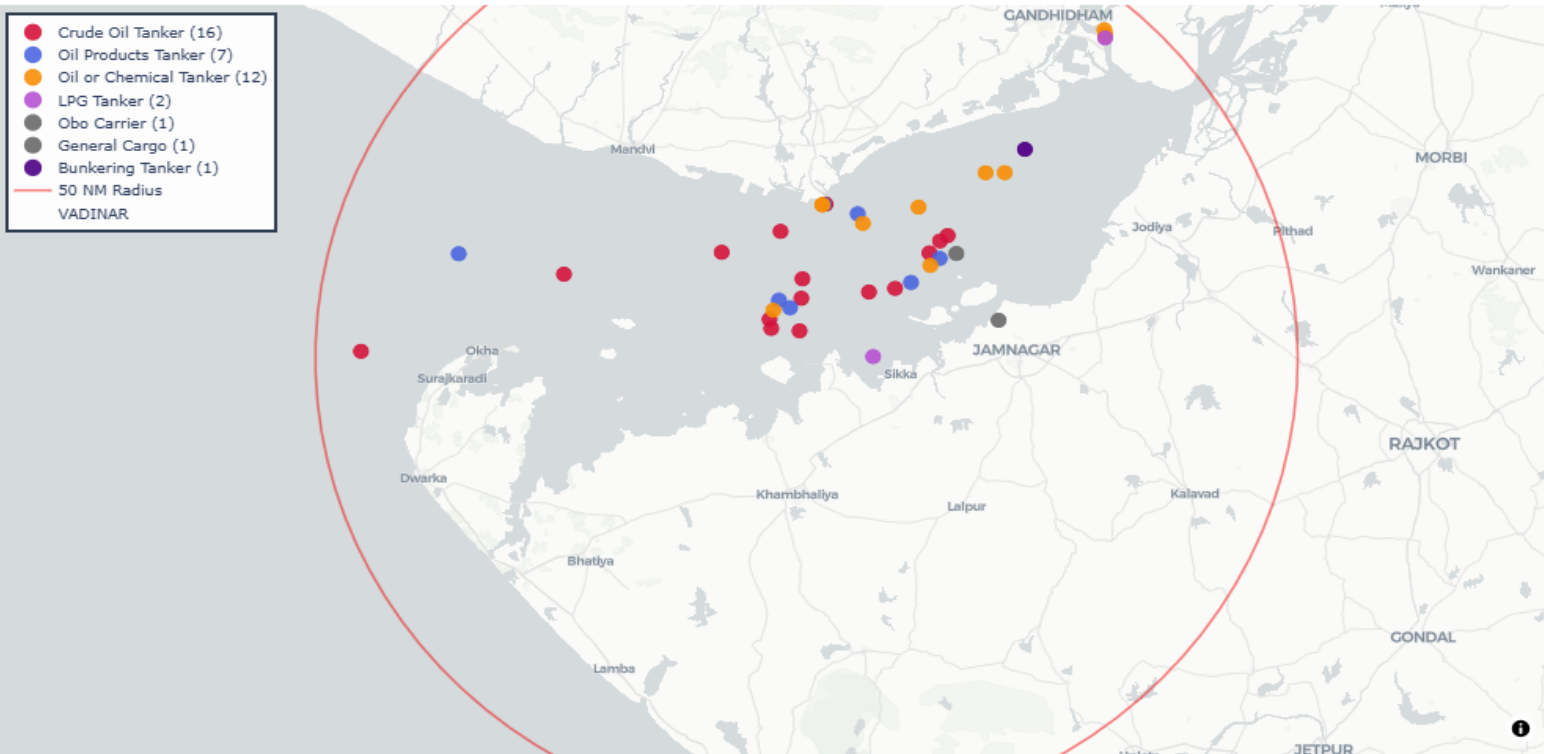 Crude Oil Tanker (16)
Oil Products Tanker (7)
Oil or Chemical Tanker (12)
LPG Tanker (2)
Obo Carrier (1)
General Cargo (1)
Bunkering Tanker (1)
50 NM Radius
VADINAR
GANDHIDHAM
Mandvi
MORBI
Jodiya
Pithad
Wankaner
Okha
JAMNAGAR
Surajkaradi
Sikka
RAJKOT
Dwarka
Khambhaliya
Lalpur
Kalavad
Bhatiya
GONDAL
Lamba
JETPUR
i